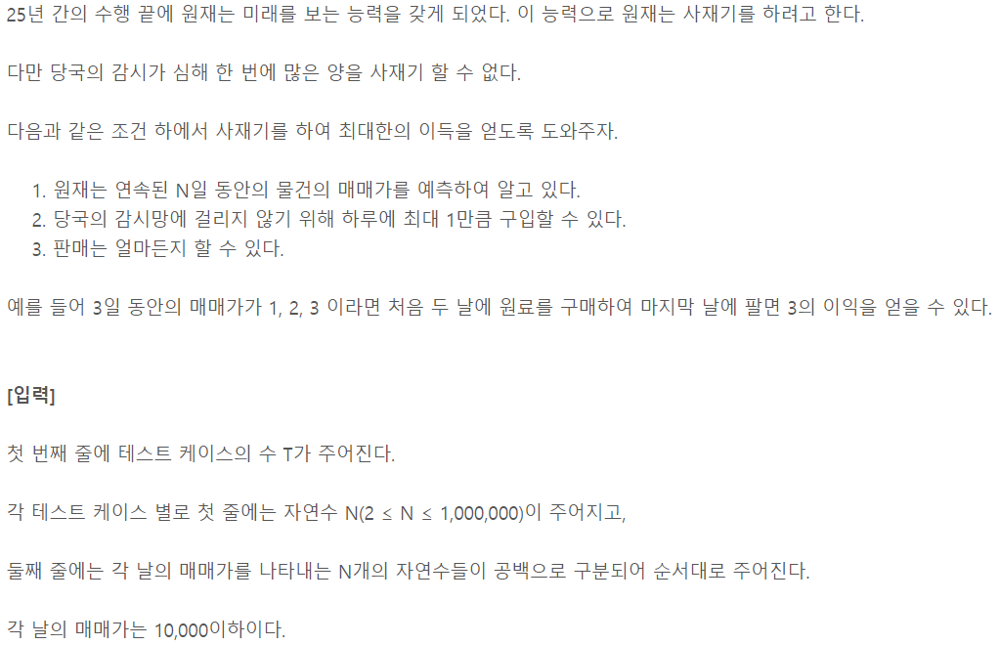 25년 간의 수행 끝에 원재는 미래를 보는 능력을 갖게 되었다. 이 능력으로 원재는 사재기를 하려고 한다.
다만 당국의 감시가 심해 한 번에 많은 양을 사재기 할 수 없다.
다음과 같은 조건 하에서 사재기를 하여 최대한의 이득을 얻도록 도와주자.
1. 원재는 연속된 N일 동안의 물건의 매매가를 예측하여 알고 있다.
2. 당국의 감시망에 걸리지 않기 위해 하루에 최대 1만큼 구입할 수 있다.
3. 판매는 얼마든지 할 수 있다.
예를 들어 3일 동안의 매매가가 1, 2, 3 이라면 처음 두 날에 원료를 구매하여 마지막 날에 팔면 3의 이익을 얻을 수 있다.
[입력]
첫 번째 줄에 테스트 케이스의 수 T가 주어진다.
각 테스트 케이스 별로 첫 줄에는 자연수 N(2 ≤ N ≤ 1,000,000)이 주어지고,
둘째 줄에는 각 날의 매매가를 나타내는 N개의 자연수들이 공백으로 구분되어 순서대로 주어진다.
각 날의 매매가는 10,000이하이다.